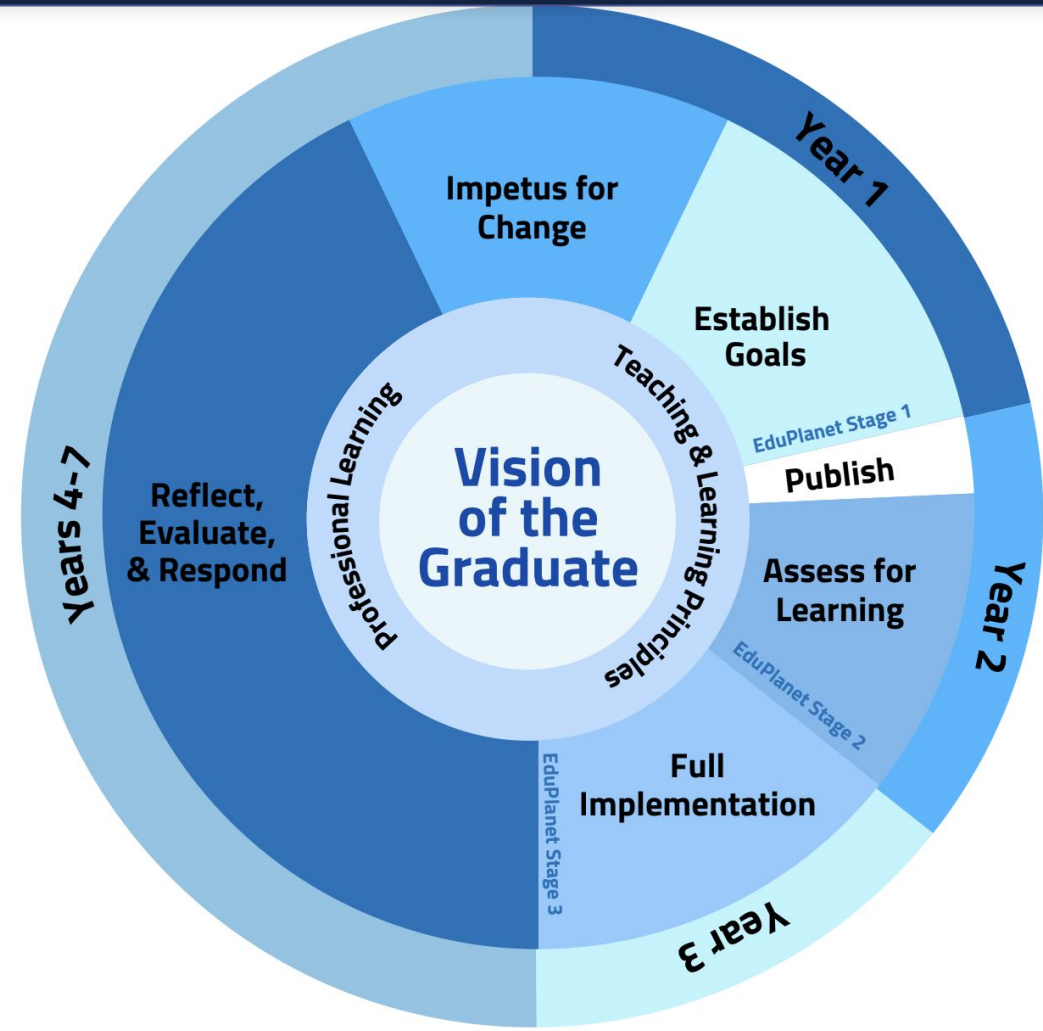 Year 1
Impetus for
Change
Establish
Goals
EduPlanet Stage 1
Publish
Year 2
Assess for
Learning
EduPlanet Stage 2
Full
Implementation
EduPlanet Stage 3
Year 3
Years 4-7
Reflect,
Evaluate,
& Respond
Professional Learning
Teaching & Learning Principles
Vision
of the
Graduate